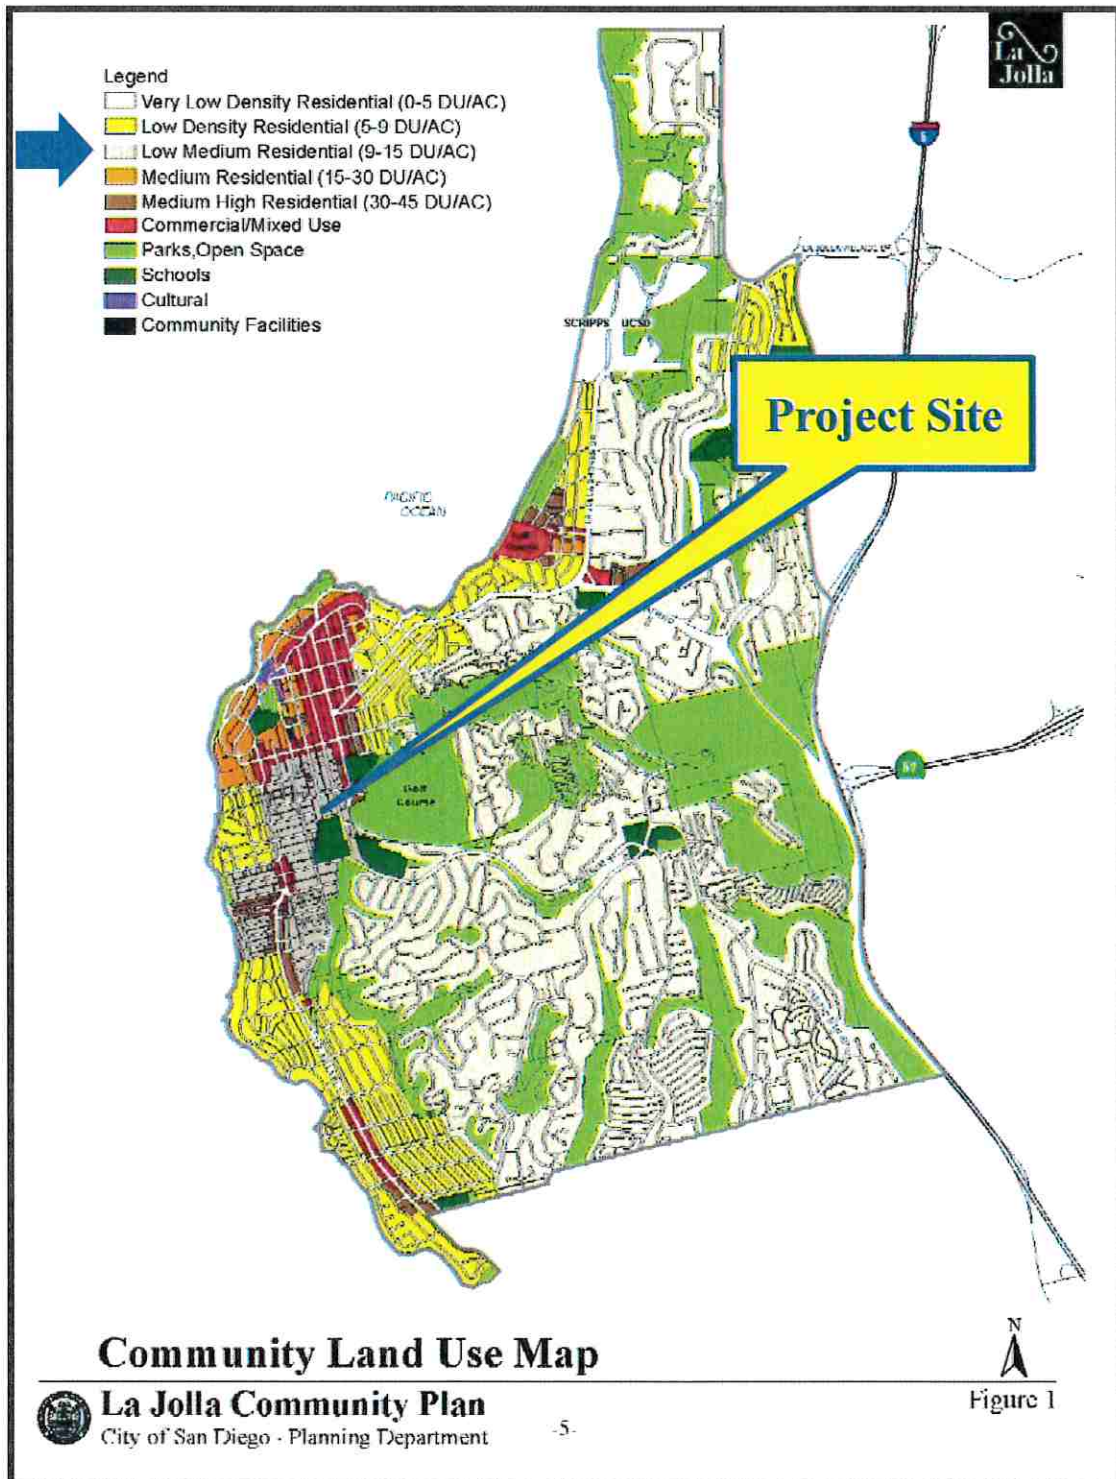 La
Jolla
Legend
Very Low Density Residential (0-5 DU/AC)
Low Density Residential (5-9 DU/AC)
Low Medium Residential (9-15 DU/AC)
Medium Residential (15-30 DU/AC)
Medium High Residential (30-45 DU/AC)
Commercial/Mixed Use
Parks,Open Space
Schools
Cultural
Community Facilities
5
SCRIPPS UCSD
Project Site
PACIFIC
OCEAN
Golf
Course
Community Land Use Map
N
La Jolla Community Plan
City of San Diego - Planning Department
-5-
Figure 1